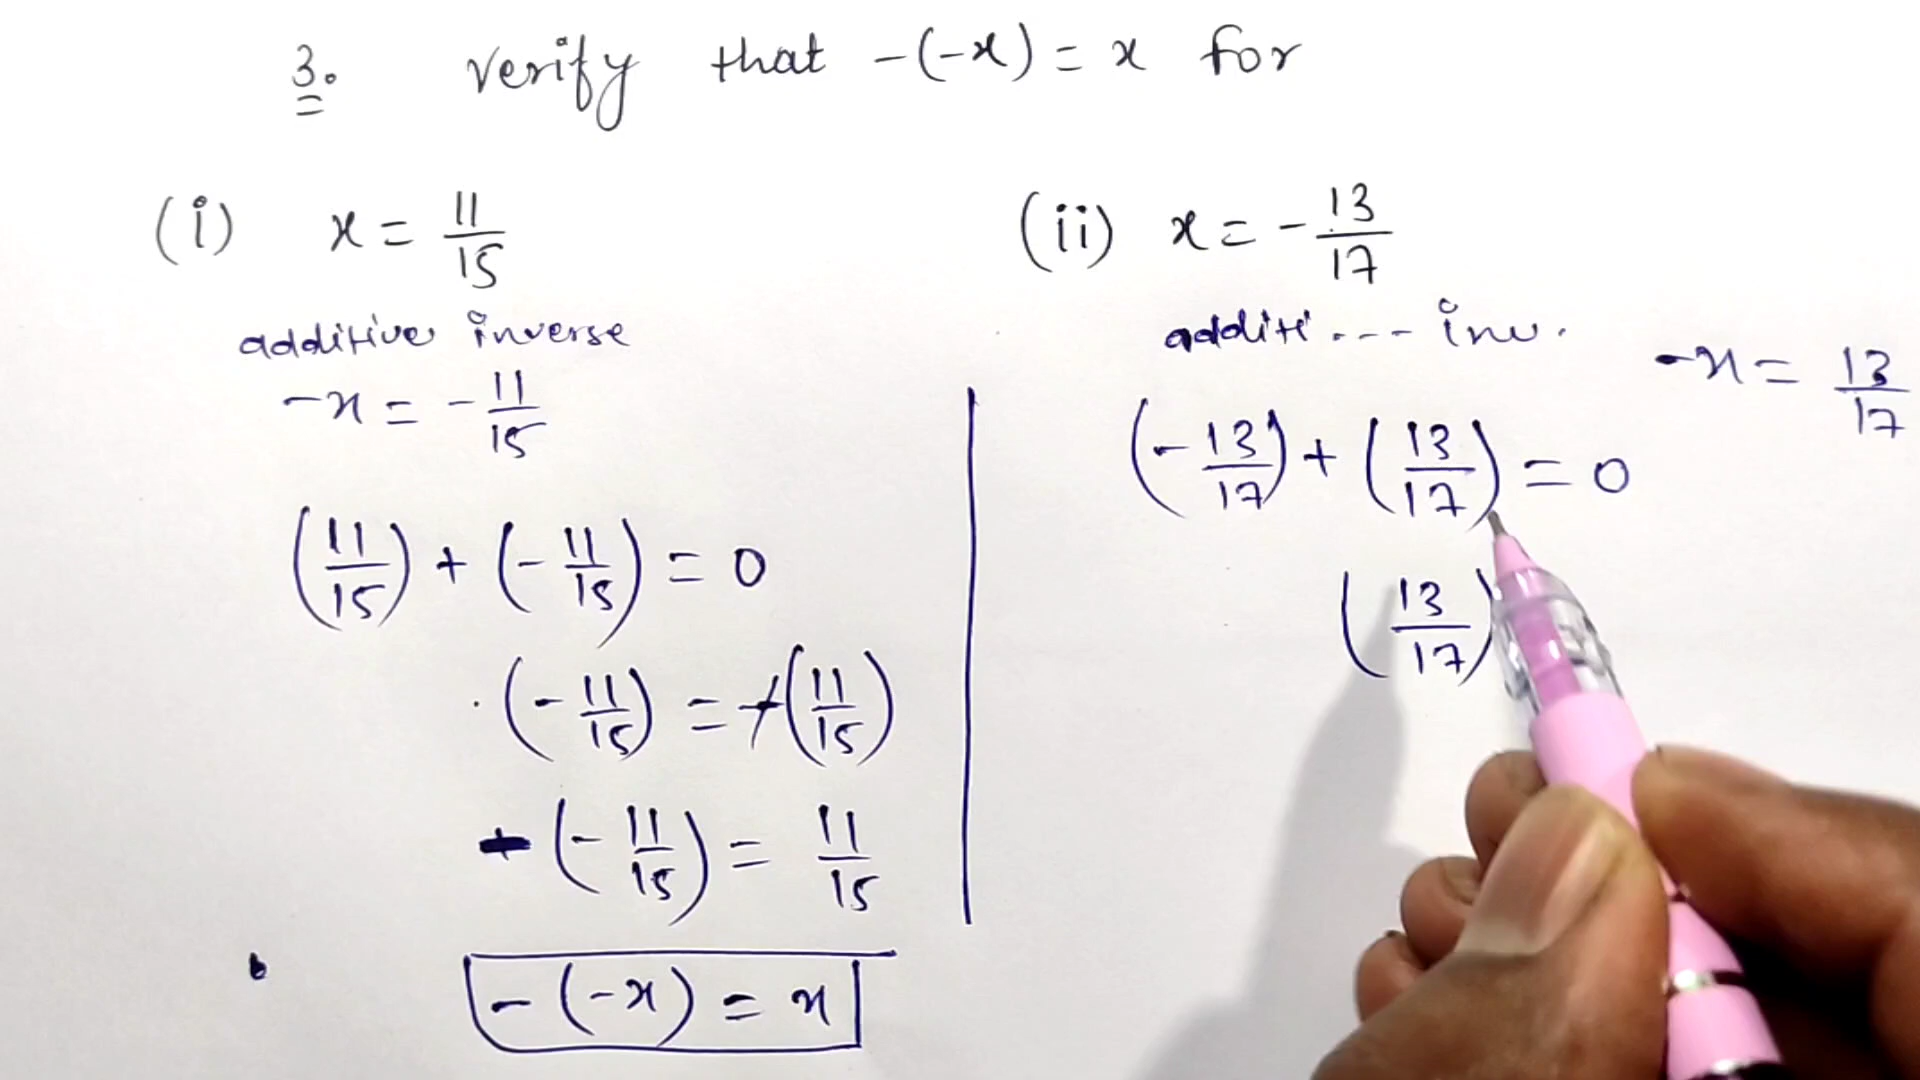 3. verify that -(-x) = x for
(i) x = 11/15
additive inverse
-x = -11/15
(11/15) + (-11/15) = 0
(-11/15) = -(11/15)
-(-11/15) = 11/15
-(-x) = x
(ii) x = -13/17
additi... inv.
-x = 13/17
(-13/17) + (13/17) = 0
(13/17)